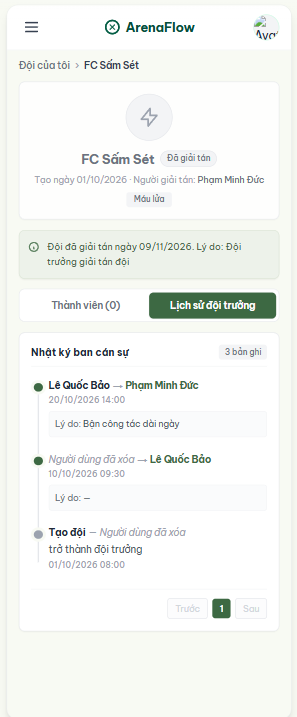 ArenaFlow
Đội của tôi › FC Sấm Sét
FC Sấm Sét Đã giải tán
Tạo ngày 01/10/2026 · Người giải tán: Phạm Minh Đức
Máu lửa
Đội đã giải tán ngày 09/11/2026. Lý do: Đội
trưởng giải tán đội
Thành viên (0) Lịch sử đội trưởng
Nhật ký ban cán sự 3 bản ghi
Lê Quốc Bảo → Phạm Minh Đức
20/10/2026 14:00
Lý do: Bận công tác dài ngày
Người dùng đã xóa → Lê Quốc Bảo
10/10/2026 09:30
Lý do: —
Tạo đội — Người dùng đã xóa
trở thành đội trưởng
01/10/2026 08:00
Trước 1 Sau